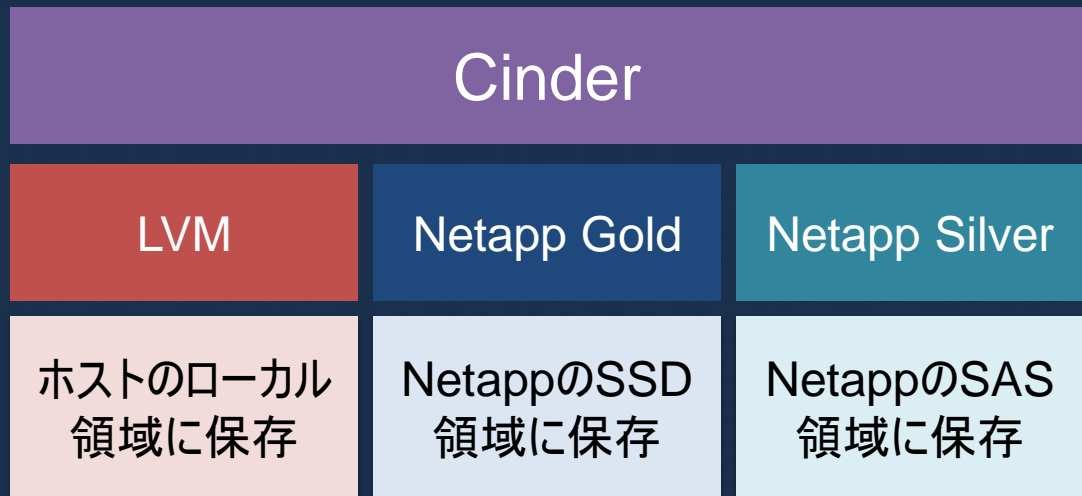 Cinder
LVM
Netapp Gold
Netapp Silver
ホストのローカル
領域に保存
NetappのSSD
領域に保存
NetappのSAS
領域に保存